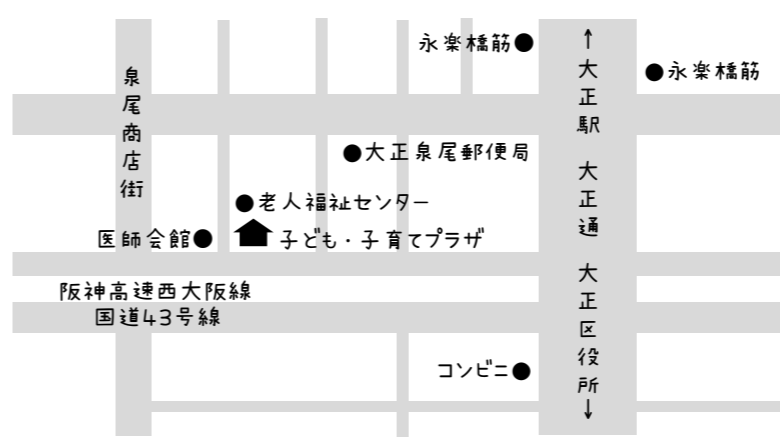 永楽橋筋
↑大正駅 大正通 大正区役所↓
永楽橋筋
泉尾商店街
大正泉尾郵便局
老人福祉センター
医師会館
子ども・子育てプラザ
阪神高速西大阪線
国道43号線
コンビニ